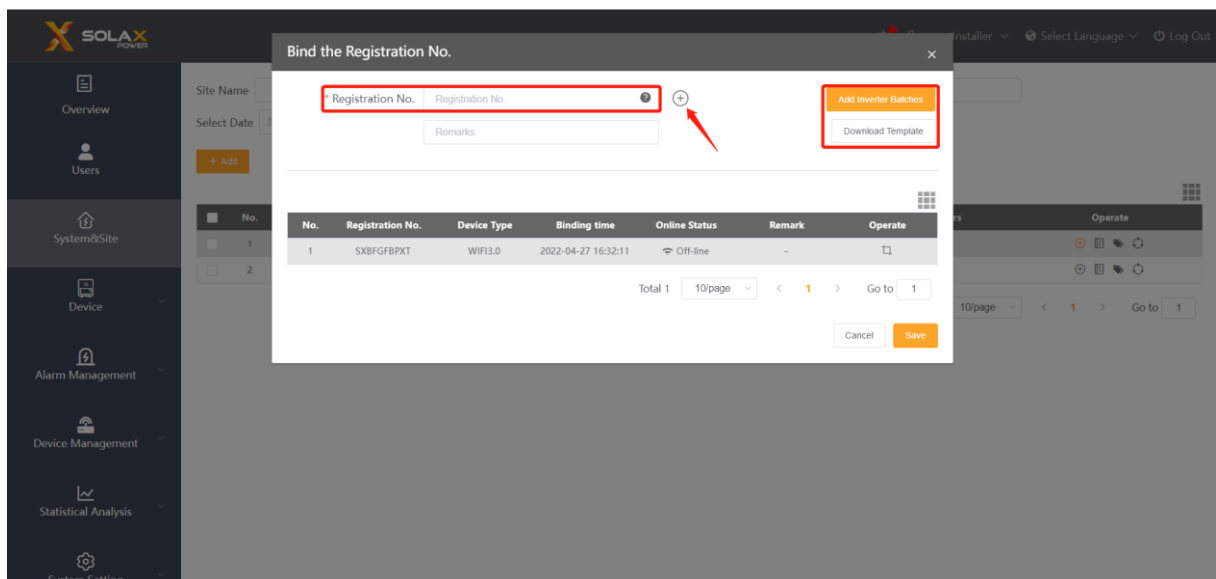 SOLAX
POWER
Installer
Select Language
Log Out
Overview
Users
System&Site
Device
Alarm Management
Device Management
Statistical Analysis
System Setting
Site Name
Select Date
+ Add
No.
1
2
Bind the Registration No.
×
* Registration No.
Registration No.
?
Remarks
Add Inverter Batches
Download Template
No. Registration No. Device Type Binding time Online Status Remark Operate
1 SXBFGFBPXT WIFI3.0 2022-04-27 16:32:11 Off-line -
Total 1 10/page < 1 > Go to 1
Cancel Save
Operate
10/page < 1 > Go to 1